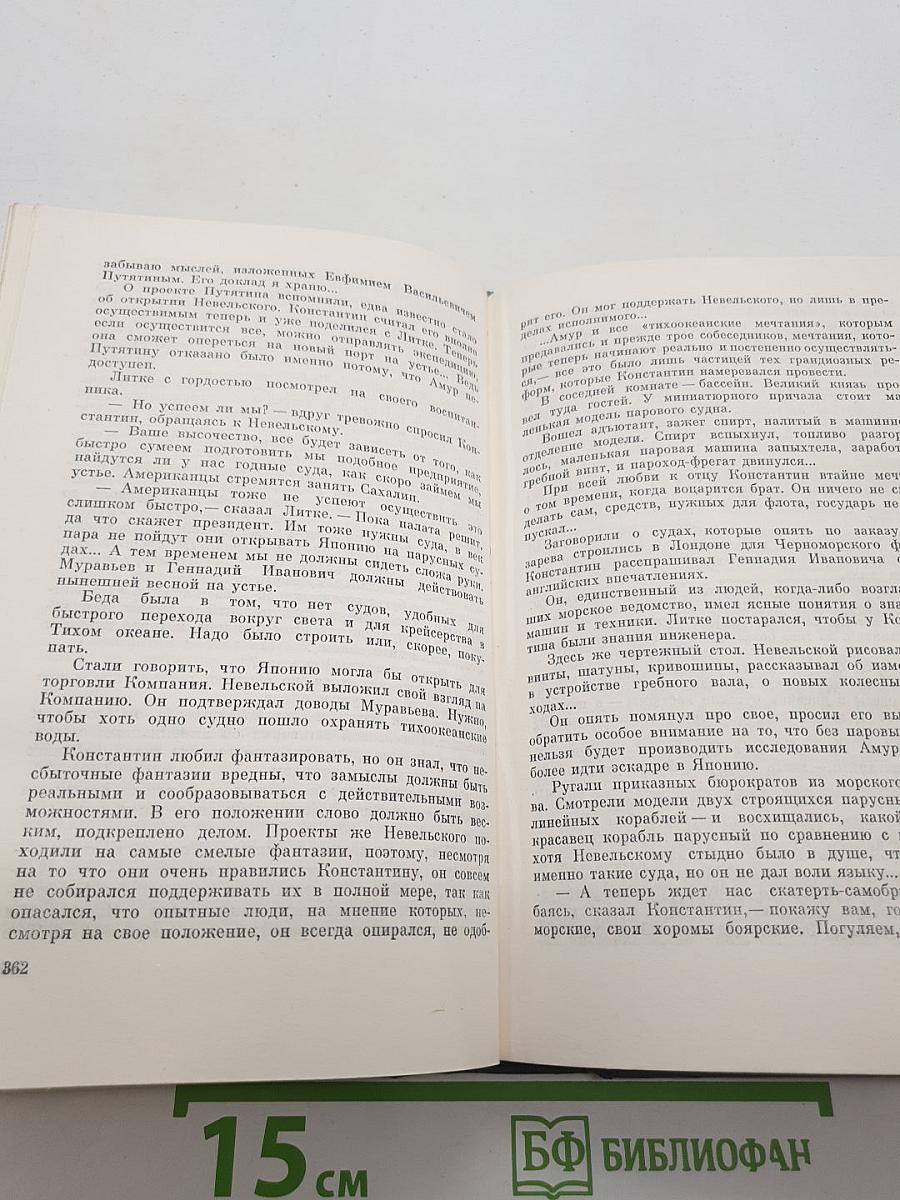 забываю мыслей, изложенных Евфимием Васильевичем
Путятиным. Его доклад я храню...
О проекте Путятина вспомнили, едва известно стало
об открытии Невельского. Константин считал его вполне
осуществимым теперь и уже поделился с Литке. Теперь,
если осуществится все, можно отправлять экспедицию,
она сможет опереться на новый порт на устье... Ведь
Путятину отказано было именно потому, что Амур не-
доступен.
Литке с гордостью посмотрел на своего воспитан-
ника.
— Но успеем ли мы? — вдруг тревожно спросил Кон-
стантин, обращаясь к Невельскому.
— Ваше высочество, все будет зависеть от того, как
быстро сумеем подготовить мы подобное предприятие,
найдутся ли у нас годные суда, как скоро займем мы
устье. Американцы стремятся занять Сахалин.
— Американцы тоже не успеют осуществить это
слишком быстро,— сказал Литке. — Пока палата решит,
да что скажет президент. Им тоже нужны суда, в век
пара не пойдут они открывать Японию на парусных су-
дах... А тем временем мы не должны сидеть сложа руки.
Муравьев и Геннадий Иванович должны действовать
нынешней весной на устье.
Беда была в том, что нет судов, удобных для
быстрого перехода вокруг света и для крейсерства в
Тихом океане. Надо было строить или, скорее, поку-
пать.
Стали говорить, что Японию могла бы открыть для
торговли Компания. Невельской выложил свой взгляд на
Компанию. Он подтверждал доводы Муравьева. Нужно,
чтобы хоть одно судно пошло охранять тихоокеанские
воды.
Константин любил фантазировать, но он знал, что не-
сбыточные фантазии вредны, что замыслы должны быть
реальными и сообразовываться с действительными воз-
можностями. В его положении слово должно быть вес-
ким, подкреплено делом. Проекты же Невельского по-
ходили на самые смелые фантазии, поэтому, несмотря
на то что они очень нравились Константину, он совсем
не собирался поддерживать их в полной мере, так как
опасался, что опытные люди, на мнение которых, не-
смотря на свое положение, он всегда опирался, не одоб-
362
рят его. Он мог поддержать Невельского, но лишь в пре-
делах исполнимого...
...Амур и все «тихоокеанские мечтания», которым
предавались и прежде трое собеседников, мечтания, кото-
рые теперь начинают реально и постепенно осуществлять-
ся,— все это было лишь частицей тех грандиозных ре-
форм, которые Константин намеревался провести.
В соседней комнате — бассейн. Великий князь про
вел туда гостей. У миниатюрного причала стоит ма
ленькая модель парового судна.
Вошел адъютант, зажег спирт, налитый в машинно
отделение модели. Спирт вспыхнул, топливо разгор
лось, маленькая паровая машина запыхтела, заработ
гребной винт, и пароход-фрегат двинулся...
При всей любви к отцу Константин втайне меч
о том времени, когда воцарится брат. Он ничего не с
делать сам, средств, нужных для флота, государь не
пускал...
Заговорили о судах, которые опять по заказу
зарева строились в Лондоне для Черноморского ф
Константин расспрашивал Геннадия Ивановича о
английских впечатлениях.
Он, единственный из людей, когда-либо возгла
ших морское ведомство, имел ясные понятия о зна
машин и техники. Литке постарался, чтобы у Ко
тина были знания инженера.
Здесь же чертежный стол. Невельской рисовал
винты, шатуны, кривошипы, рассказывал об изме
в устройстве гребного вала, о новых колесны
ходах...
Он опять помянул про свое, просил его вы
обратить особое внимание на то, что без паровы
нельзя будет производить исследования Амур
более идти эскадре в Японию.
Ругали приказных бюрократов из морского
ва. Смотрели модели двух строящихся парусн
линейных кораблей — и восхищались, какой
красавец корабль парусный по сравнению с
хотя Невельскому стыдно было в душе, чт
именно такие суда, но он не дал воли языку...
— А теперь ждет нас скатерть-самобр
баясь, сказал Константин,— покажу вам, го
морские, свои хоромы боярские. Погуляем,
15 см
БФ БИБЛИОФАН